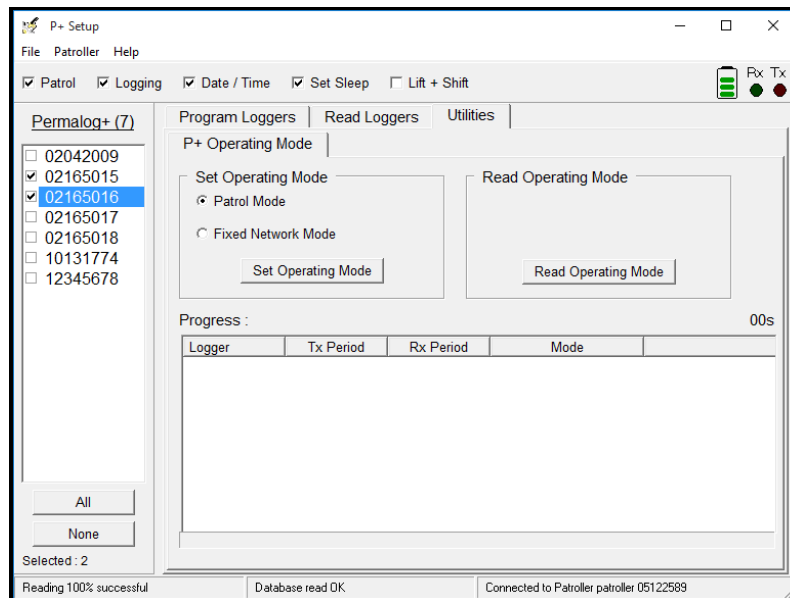 P+ Setup
File Patroller Help
Patrol Logging Date / Time Set Sleep Lift + Shift
Rx Tx
Permalog+ (7)
02042009
02165015
02165016
02165017
02165018
10131774
12345678
All
None
Selected : 2
Program Loggers Read Loggers Utilities
P+ Operating Mode
Set Operating Mode
Patrol Mode
Fixed Network Mode
Set Operating Mode
Read Operating Mode
Read Operating Mode
Progress : 00s
Logger Tx Period Rx Period Mode
Reading 100% successful Database read OK Connected to Patroller patroller 05122589